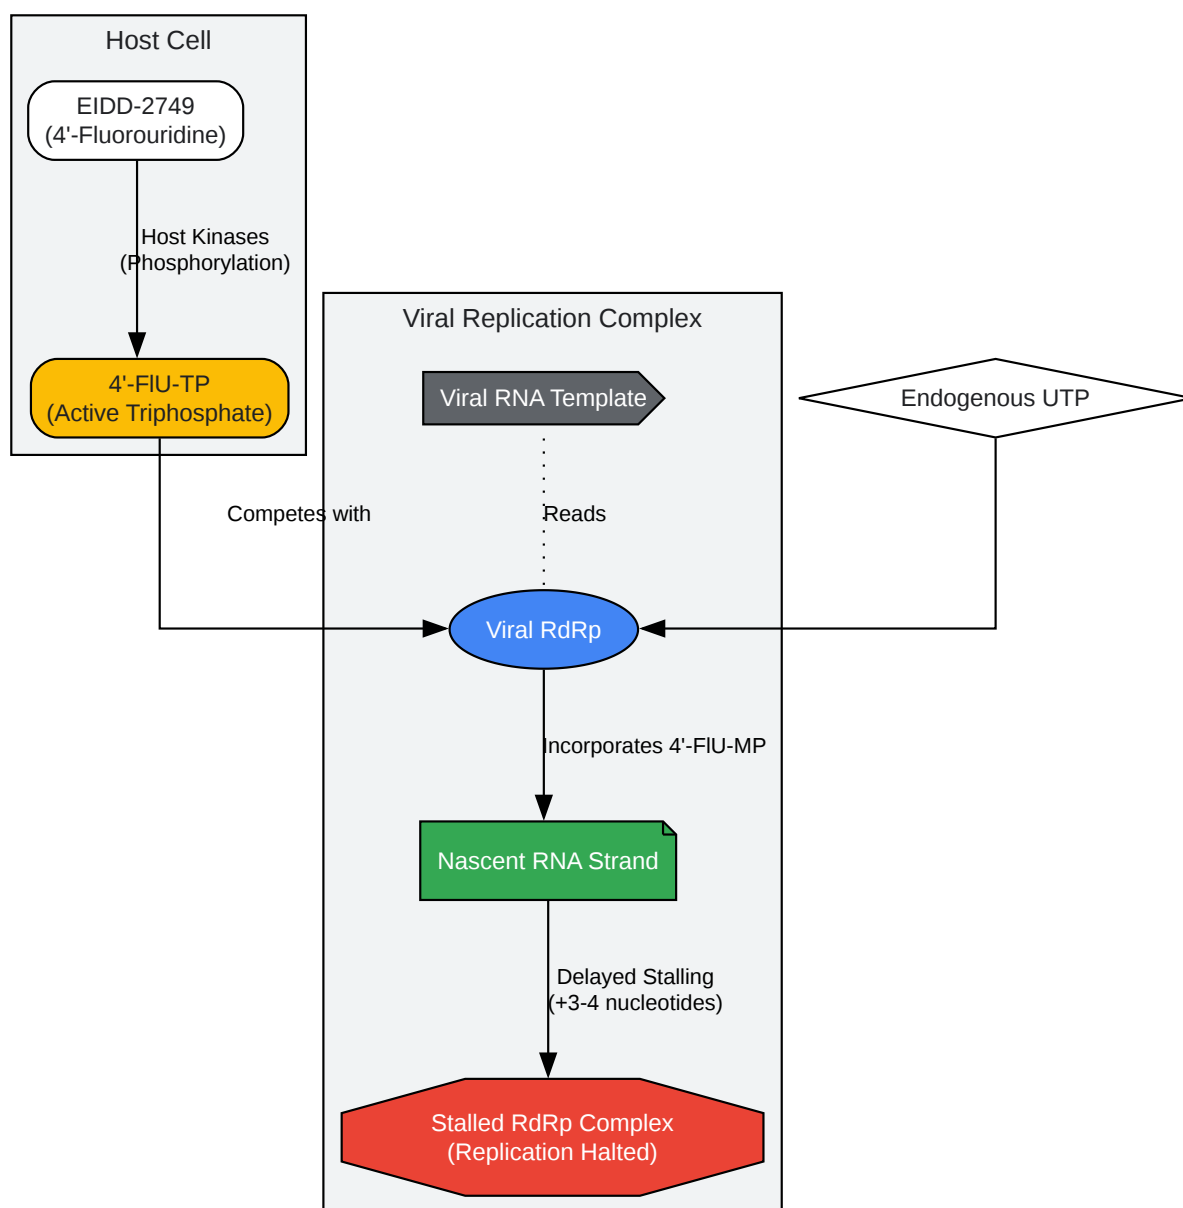 Host Cell
EIDD-2749
(4'-Fluorouridine)
Host Kinases
(Phosphorylation)
4'-FlU-TP
(Active Triphosphate)
Viral Replication Complex
Viral RNA Template
Endogenous UTP
Competes with
Reads
Viral RdRp
Incorporates 4'-FlU-MP
Nascent RNA Strand
Delayed Stalling
(+3-4 nucleotides)
Stalled RdRp Complex
(Replication Halted)